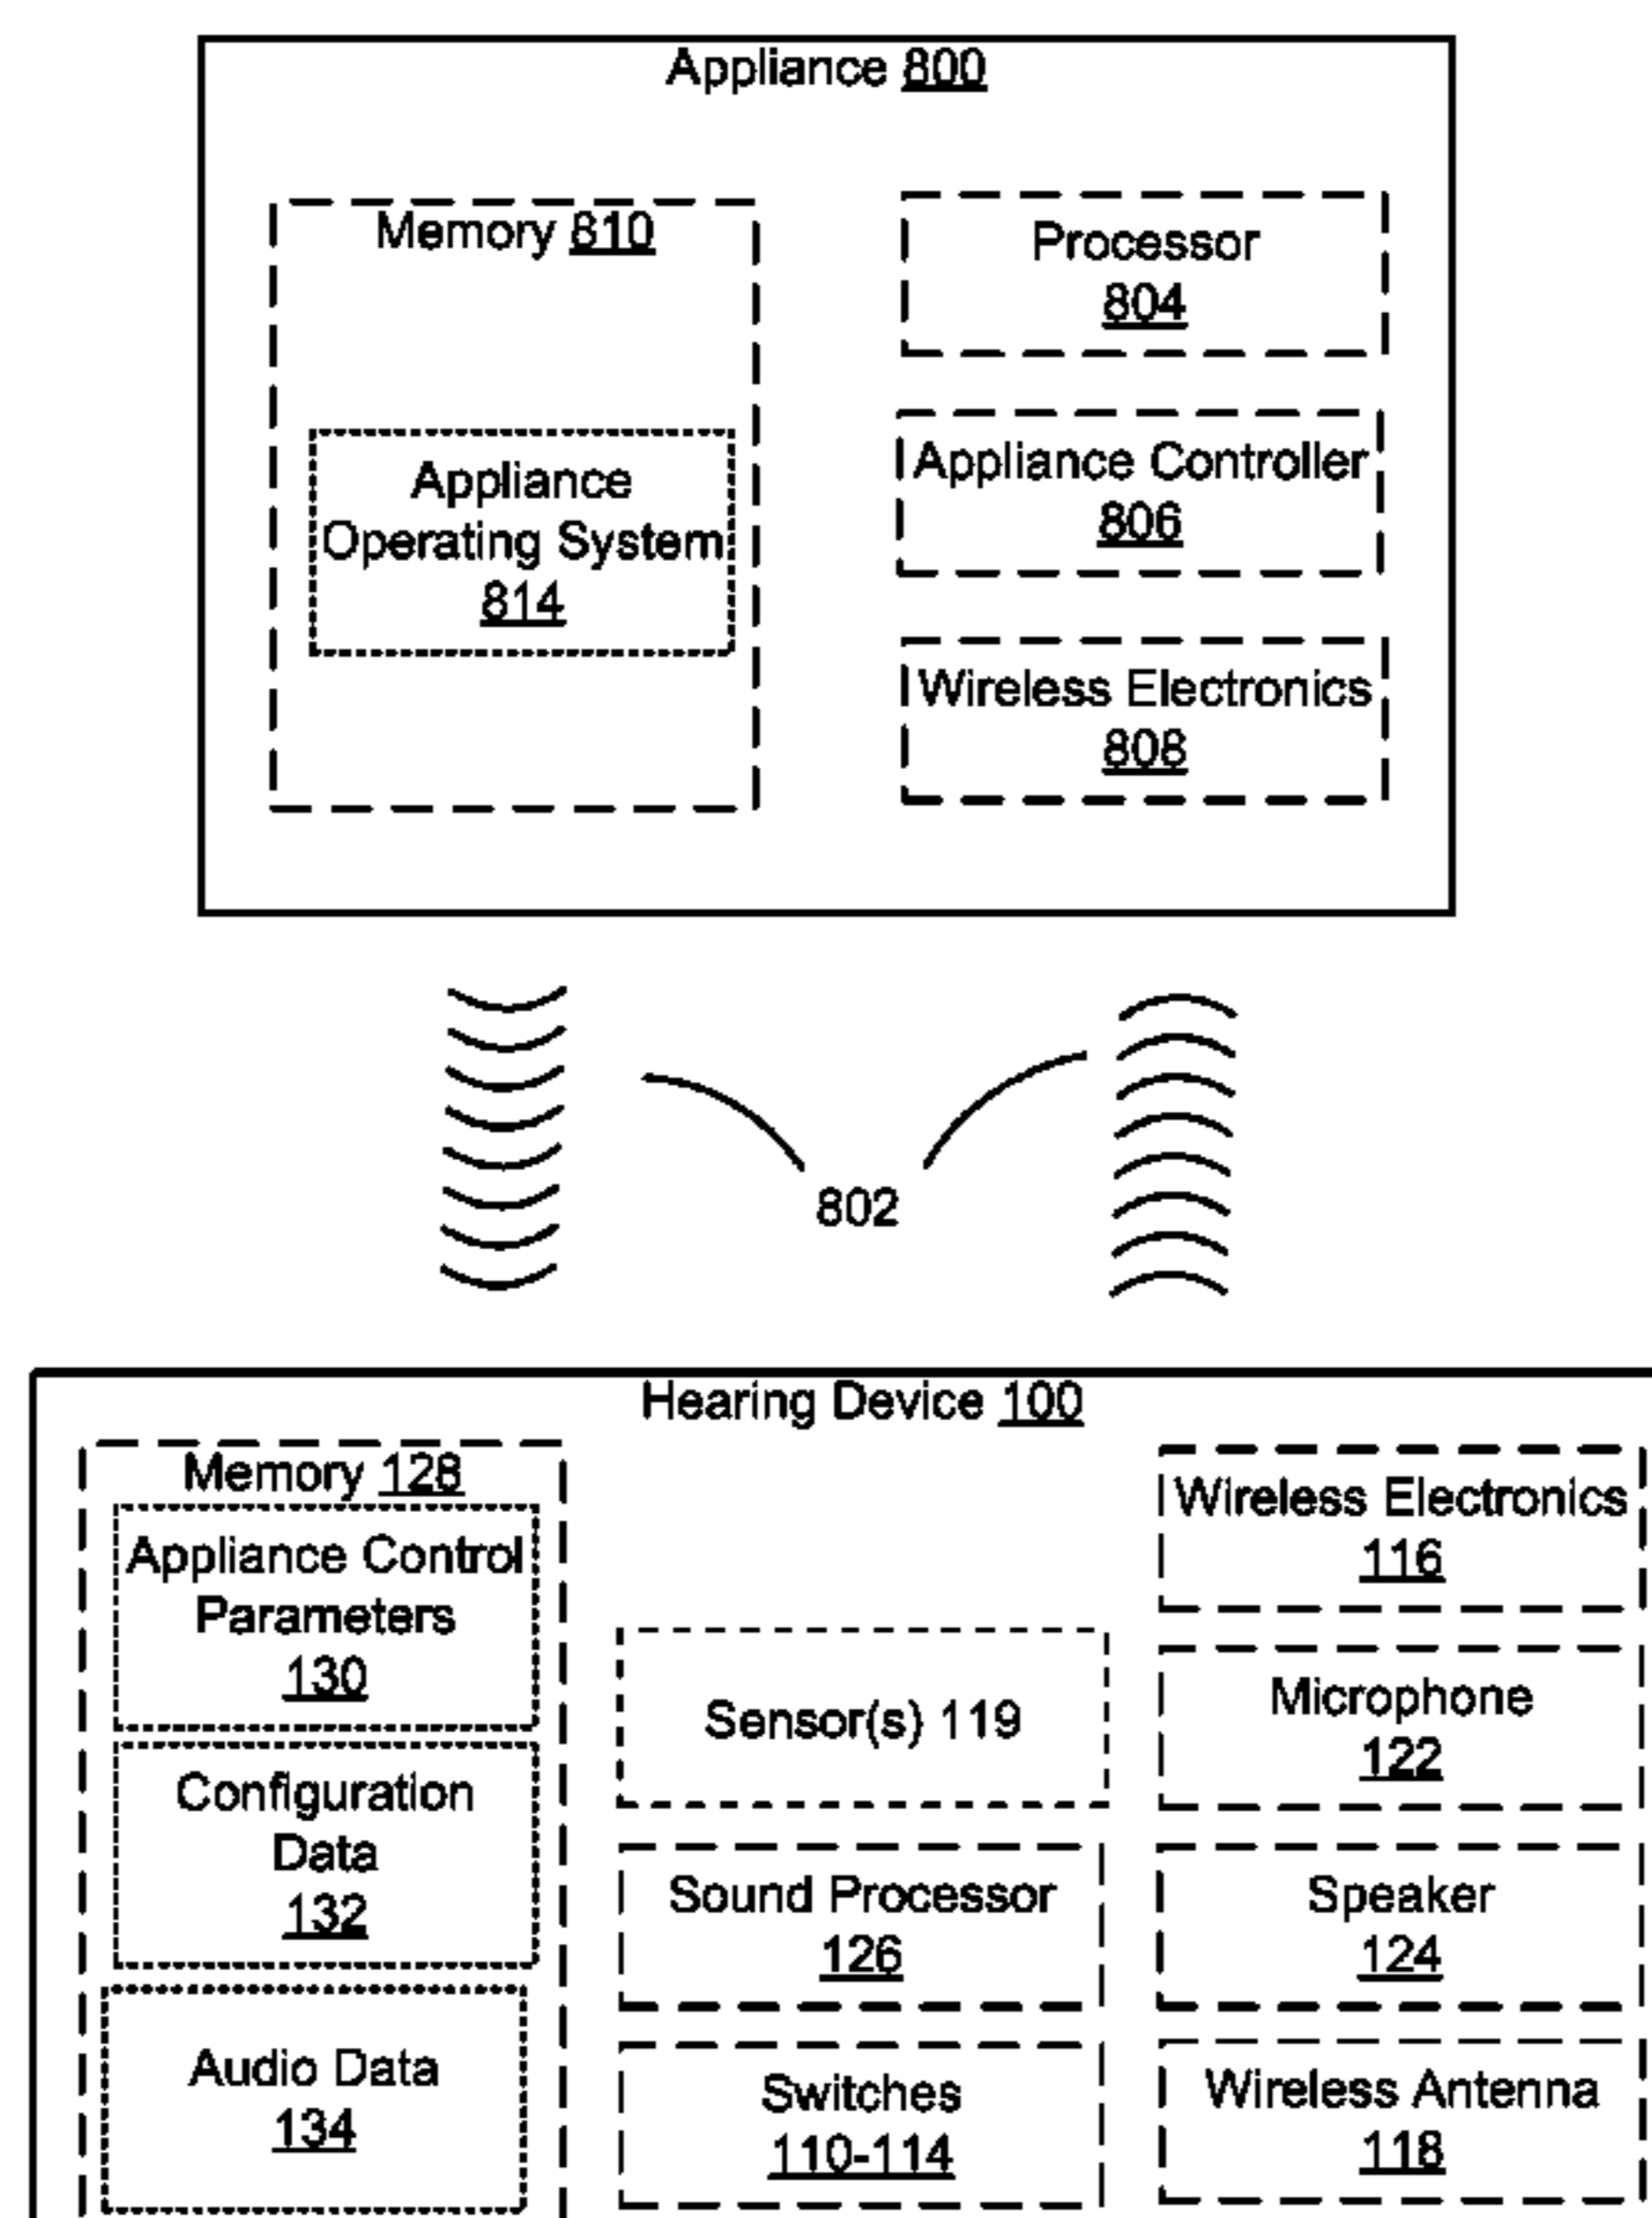 Appliance 800
Memory 810
Appliance
Operating System
814
Processor
804
Appliance Controller
806
Wireless Electronics
808
802
Hearing Device 100
Memory 128
Appliance Control
Parameters
130
Configuration
Data
132
Audio Data
134
Sensor(s) 119
Sound Processor
126
Switches
110-114
Wireless Electronics
116
Microphone
122
Speaker
124
Wireless Antenna
118